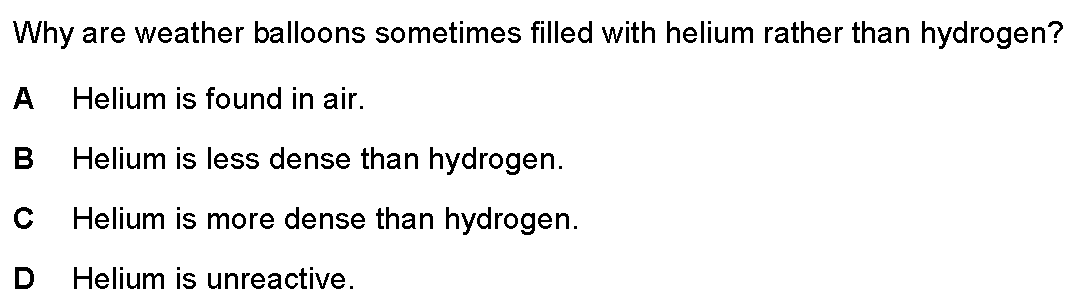 Why are weather balloons sometimes filled with helium rather than hydrogen?
A Helium is found in air.
B Helium is less dense than hydrogen.
C Helium is more dense than hydrogen.
D Helium is unreactive.